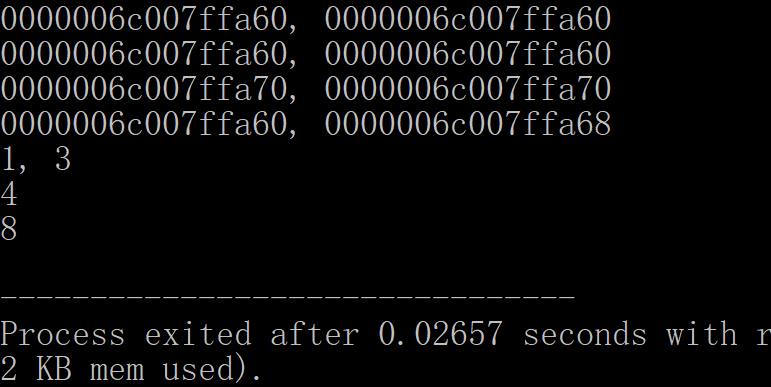 0000006c007ffa60, 0000006c007ffa60
0000006c007ffa60, 0000006c007ffa60
0000006c007ffa70, 0000006c007ffa70
0000006c007ffa60, 0000006c007ffa68
1, 3
4
8
--------------------------------
Process exited after 0.02657 seconds with r
2 KB mem used).